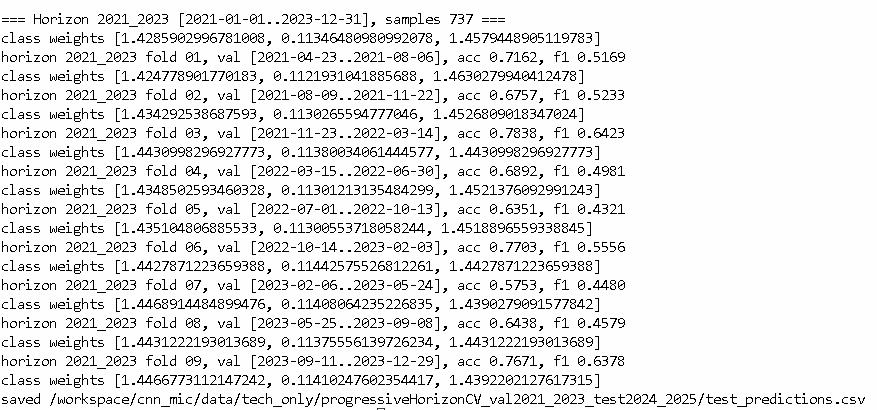 === Horizon 2021_2023 [2021-01-01..2023-12-31], samples 737 ===
class weights [1.4285902996781008, 0.11346480980992078, 1.4579448905119783]
horizon 2021_2023 fold 01, val [2021-04-23..2021-08-06], acc 0.7162, f1 0.5169
class weights [1.424778901770183, 0.1121931041885688, 1.4630279940412478]
horizon 2021_2023 fold 02, val [2021-08-09..2021-11-22], acc 0.6757, f1 0.5233
class weights [1.434292538687593, 0.1130265594777046, 1.4526809018347024]
horizon 2021_2023 fold 03, val [2021-11-23..2022-03-14], acc 0.7838, f1 0.6423
class weights [1.4430998296927773, 0.11380034061444577, 1.4430998296927773]
horizon 2021_2023 fold 04, val [2022-03-15..2022-06-30], acc 0.6892, f1 0.4981
class weights [1.4348502593460328, 0.11301213135484299, 1.4521376092991243]
horizon 2021_2023 fold 05, val [2022-07-01..2022-10-13], acc 0.6351, f1 0.4321
class weights [1.435104806885533, 0.11300553718058244, 1.4518896559338845]
horizon 2021_2023 fold 06, val [2022-10-14..2023-02-03], acc 0.7703, f1 0.5556
class weights [1.4427871223659388, 0.11442575526812261, 1.4427871223659388]
horizon 2021_2023 fold 07, val [2023-02-06..2023-05-24], acc 0.5753, f1 0.4480
class weights [1.4468914484899476, 0.11408064235226835, 1.4390279091577842]
horizon 2021_2023 fold 08, val [2023-05-25..2023-09-08], acc 0.6438, f1 0.4579
class weights [1.4431222193013689, 0.11375556139726234, 1.4431222193013689]
horizon 2021_2023 fold 09, val [2023-09-11..2023-12-29], acc 0.7671, f1 0.6378
class weights [1.4466773112147242, 0.11410247602354417, 1.4392202127617315]
saved /workspace/cnn_mic/data/tech_only/progressiveHorizonCV_val2021_2023_test2024_2025/test_predictions.csv